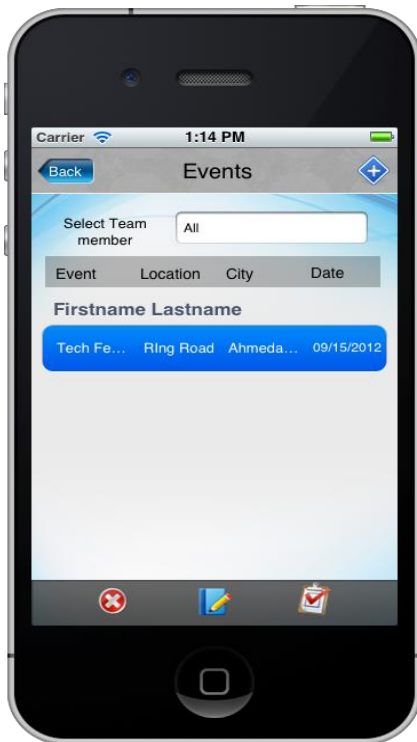 Carrier 1:14 PM
Back Events
Select Team
member
All
Event Location City Date
Firstname Lastname
Tech Fe... RIng Road Ahmeda... 09/15/2012